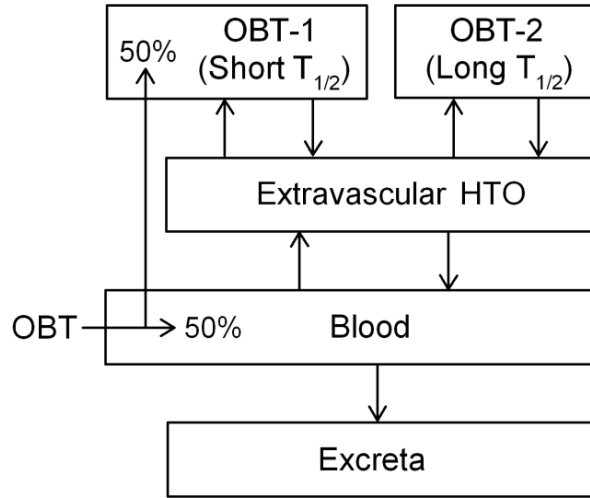 50%
OBT-1
(Short T1/2)
OBT-2
(Long T1/2)
Extravascular HTO
OBT
50%
Blood
Excreta